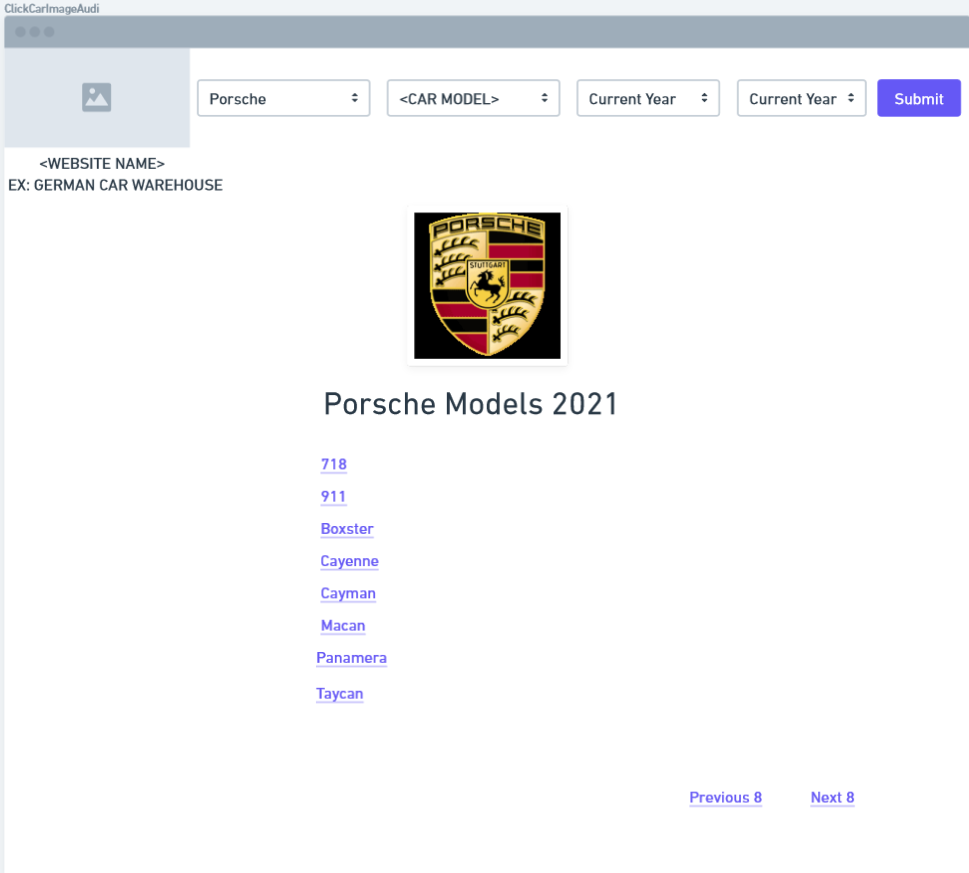 ClickCarImageAudi
Porsche
<CAR MODEL>
Current Year
Current Year
Submit
<WEBSITE NAME>
EX: GERMAN CAR WAREHOUSE
PORSCHE
STUTTGART
Porsche Models 2021
718
911
Boxster
Cayenne
Cayman
Macan
Panamera
Taycan
Previous 8
Next 8